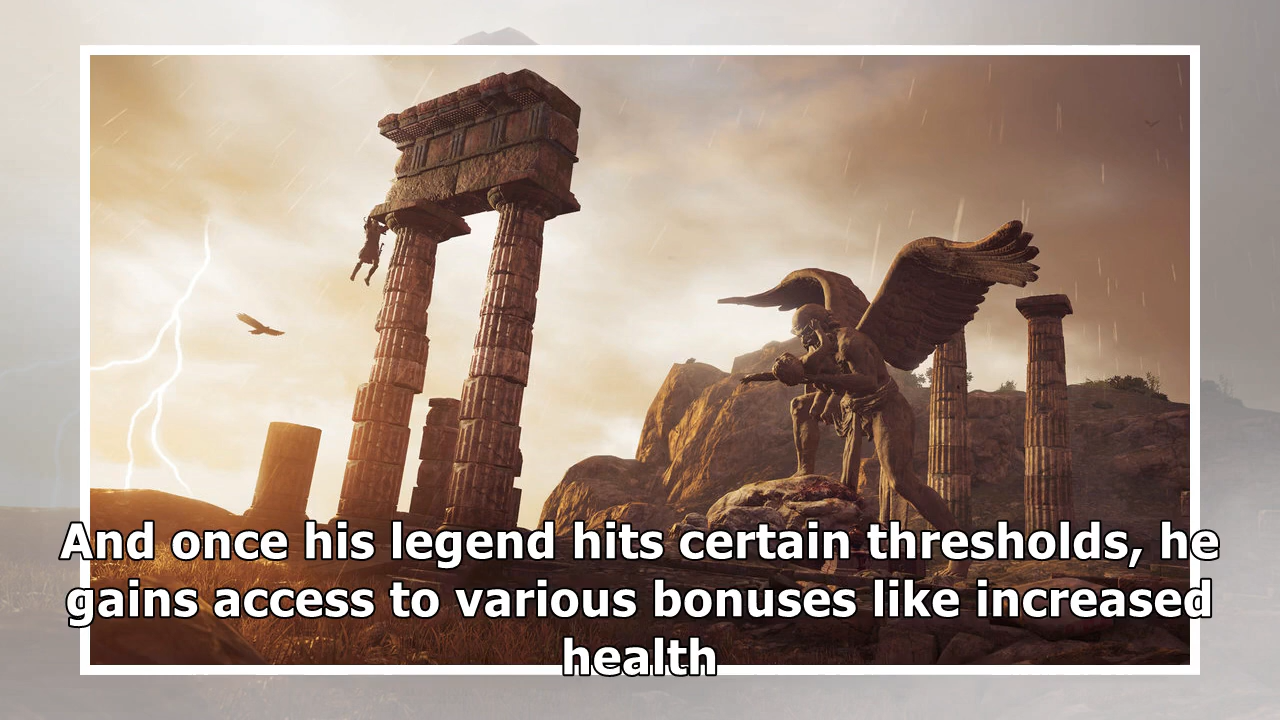 And once his legend hits certain thresholds, he
gains access to various bonuses like increased
health